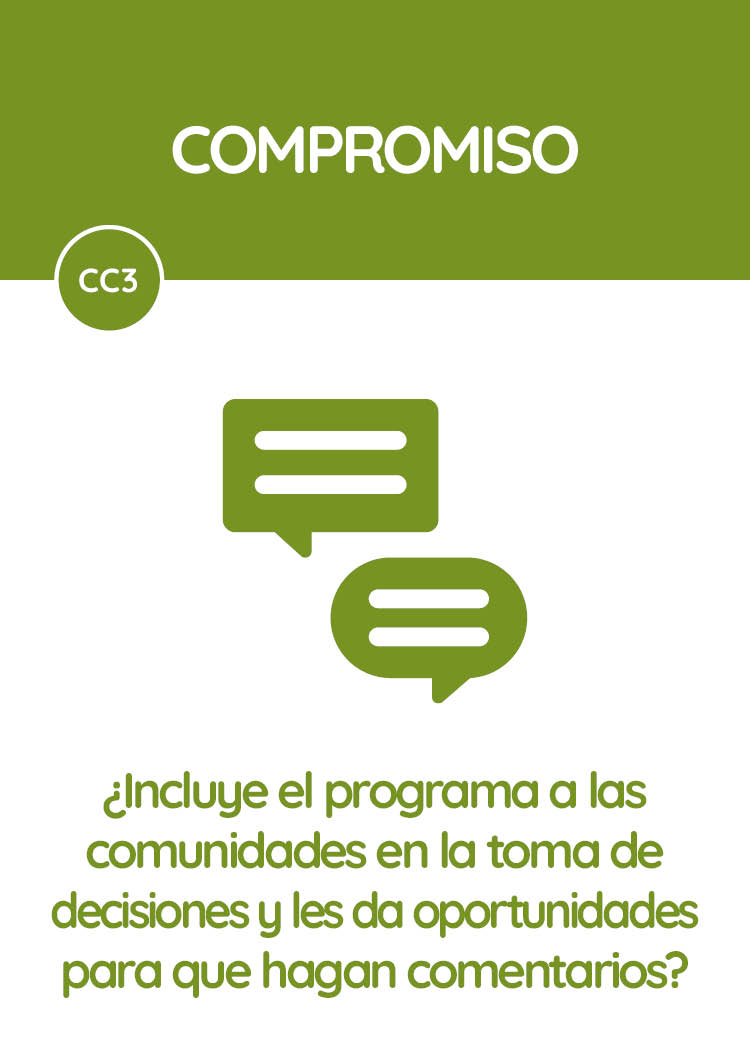 COMPROMISO
CC3
¿Incluye el programa a las
comunidades en la toma de
decisiones y les da oportunidades
para que hagan comentarios?